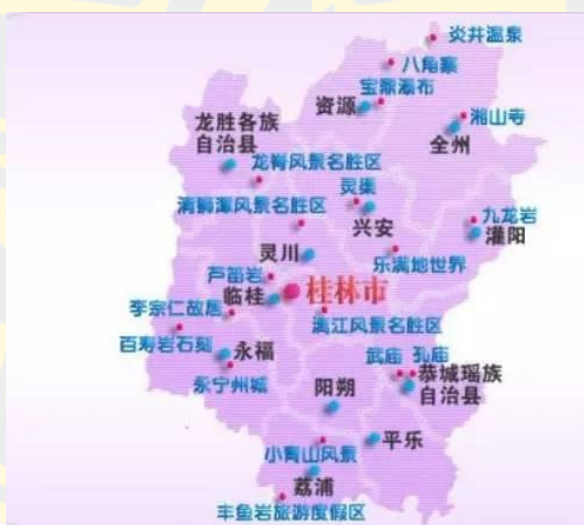 炎井温泉
八角寨
宝鼎瀑布
资源
湘山寺
全州
龙胜各族
自治县
龙脊风景名胜区
灵渠
青狮潭风景名胜区
兴安
九龙岩
灌阳
灵川
乐满地世界
芦笛岩
临桂
桂林市
李宗仁故居
漓江风景名胜区
百寿岩石刻
永福
武庙
孔庙
永宁州城
恭城瑶族
自治县
阳朔
平乐
小青山风景
荔浦
丰鱼岩旅游度假区